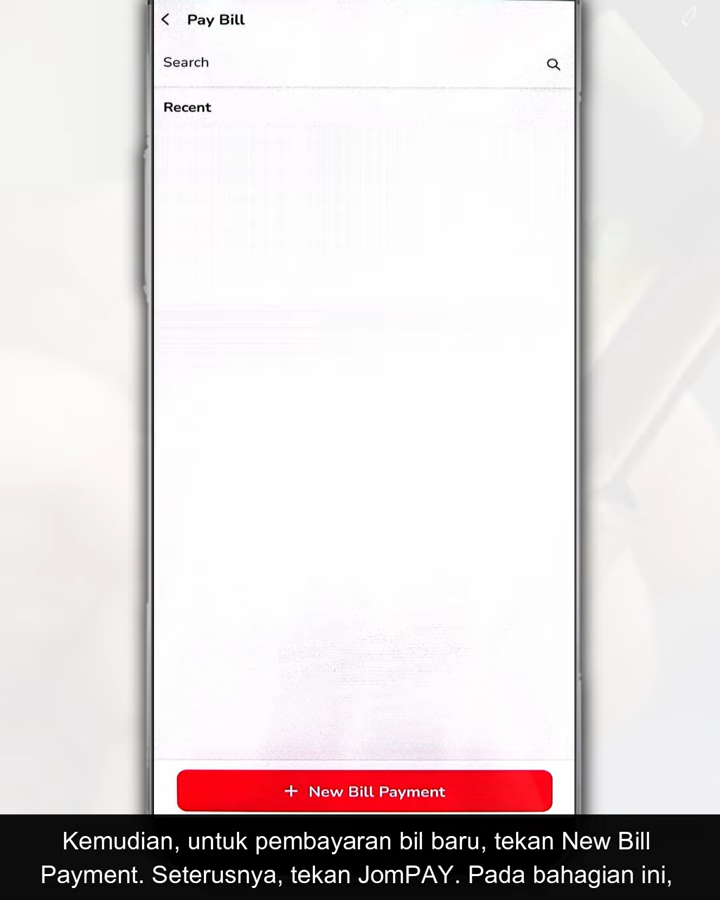 Pay Bill
Search
Recent
+ New Bill Payment
Kemudian, untuk pembayaran bil baru, tekan New Bill
Payment. Seterusnya, tekan JomPAY. Pada bahagian ini,